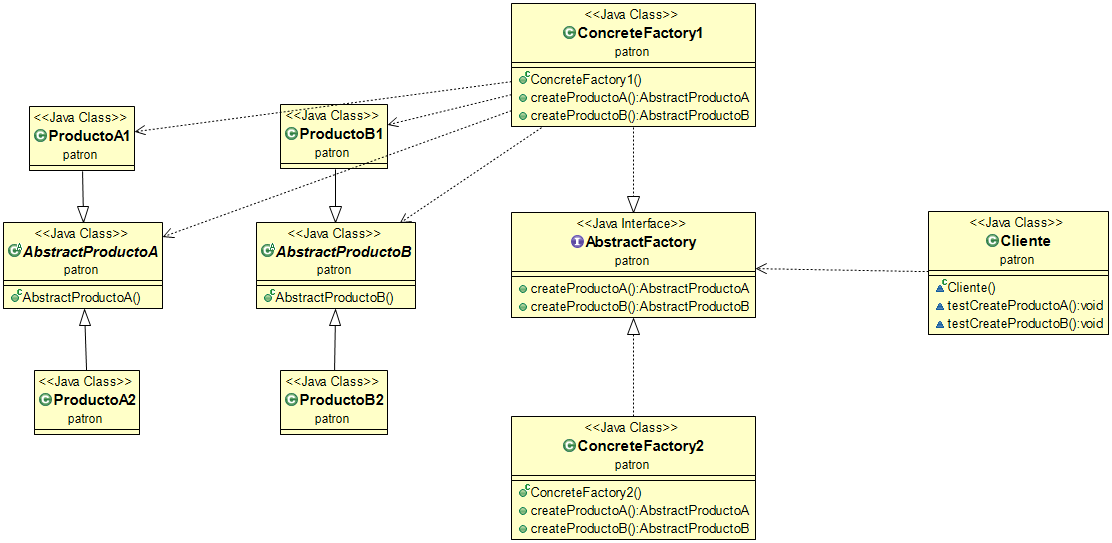 <<Java Class>>
ConcreteFactory1
patron
ConcreteFactory1()
createProductoA():AbstractProductoA
createProductoB():AbstractProductoB
<<Java Class>>
ProductoA1
patron
<<Java Class>>
ProductoB1
patron
<<Java Class>>
AbstractProductoA
patron
AbstractProductoA()
<<Java Class>>
AbstractProductoB
patron
AbstractProductoB()
<<Java Interface>>
AbstractFactory
patron
createProductoA():AbstractProductoA
createProductoB():AbstractProductoB
<<Java Class>>
Cliente
patron
Cliente()
testCreateProductoA():void
testCreateProductoB():void
<<Java Class>>
ProductoA2
patron
<<Java Class>>
ProductoB2
patron
<<Java Class>>
ConcreteFactory2
patron
ConcreteFactory2()
createProductoA():AbstractProductoA
createProductoB():AbstractProductoB